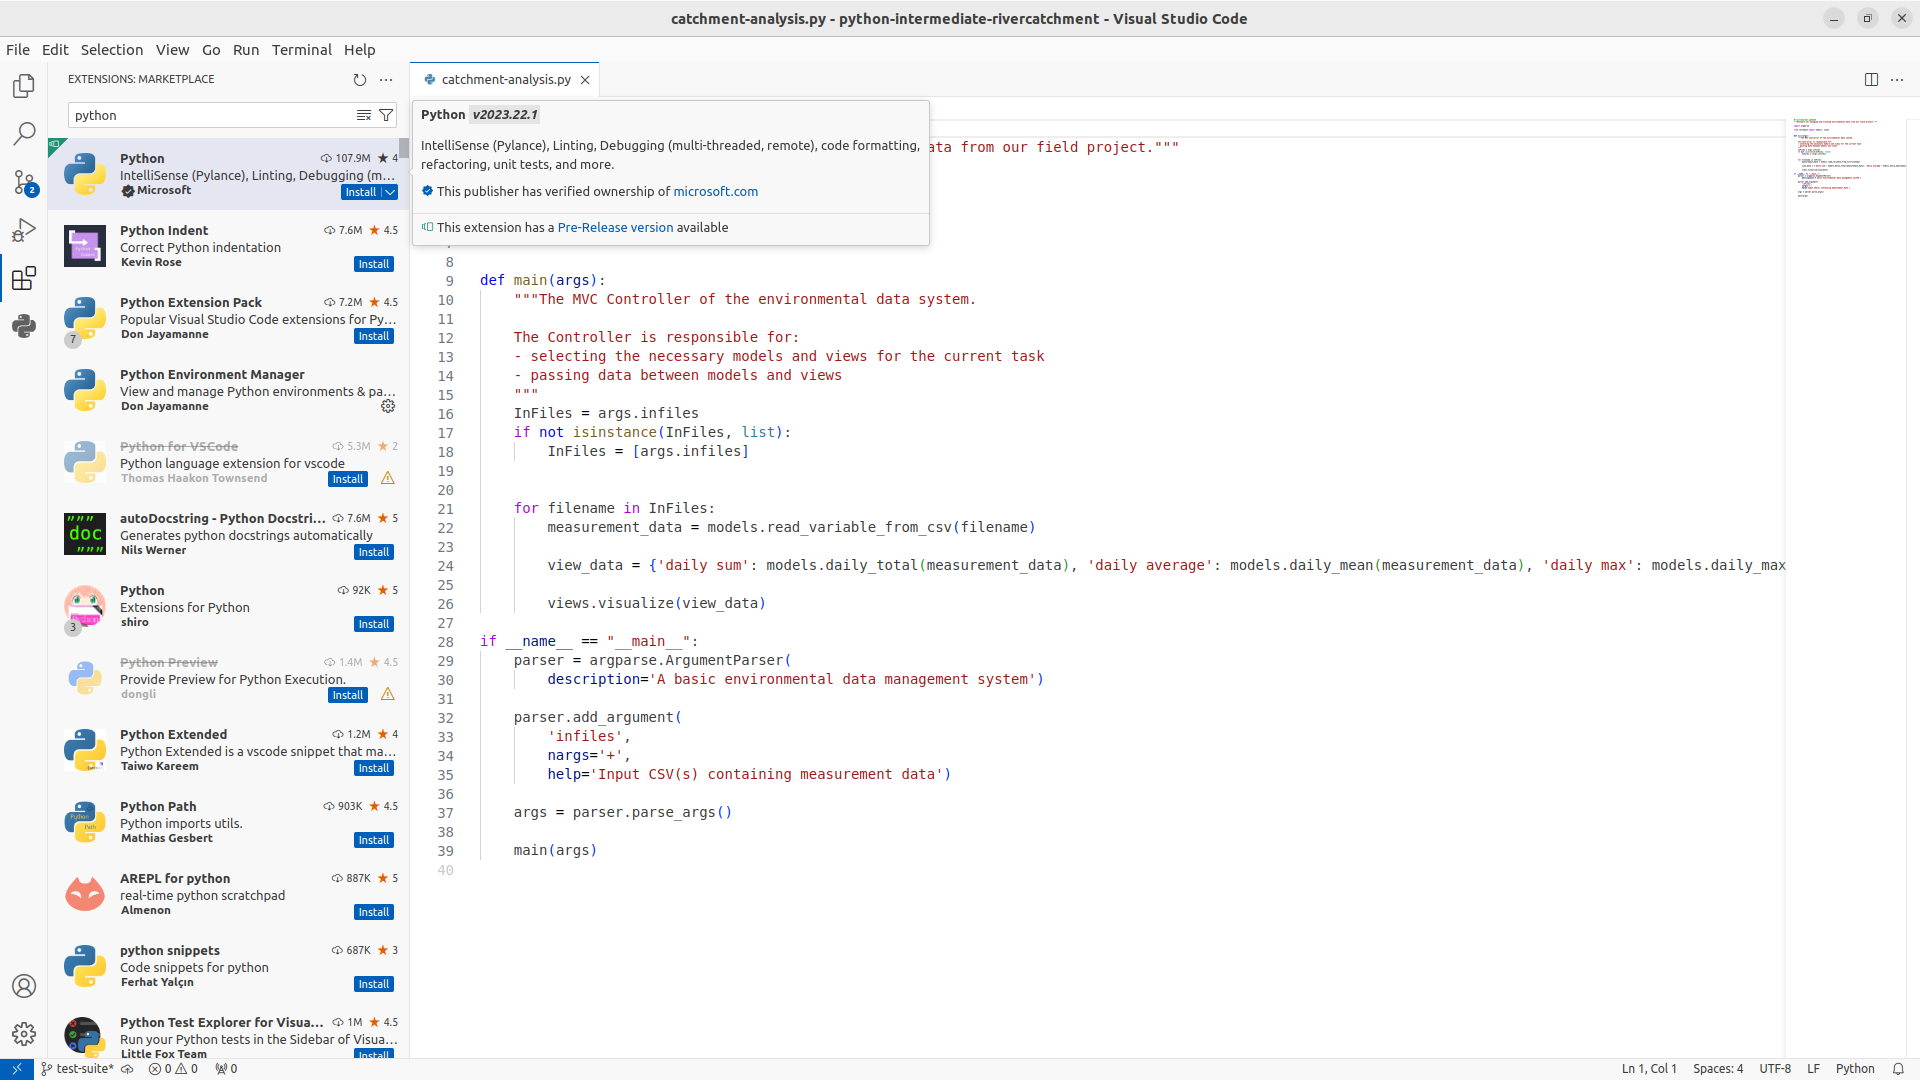 catchment-analysis.py - python-intermediate-rivercatchment - Visual Studio Code
File Edit Selection View Go Run Terminal Help
EXTENSIONS: MARKETPLACE
python
Python 107.9M 4
IntelliSense (Pylance), Linting, Debugging (m...
Microsoft Install
Python Indent 7.6M 4.5
Correct Python indentation
Kevin Rose Install
Python Extension Pack 7.2M 4.5
Popular Visual Studio Code extensions for Py...
Don Jayamanne Install
7
Python Environment Manager
View and manage Python environments & pa...
Don Jayamanne
Python for VSCode 5.3M 2
Python language extension for vscode
Thomas Haakon Townsend Install
autoDocstring - Python Docstri... 7.6M 5
Generates python docstrings automatically
Nils Werner Install
Python 92K 5
Extensions for Python
shiro Install
3
Python Preview 1.4M 4.5
Provide Preview for Python Execution.
dongli Install
Python Extended 1.2M 4
Python Extended is a vscode snippet that ma...
Taiwo Kareem Install
Python Path 903K 4.5
Python imports utils.
Mathias Gesbert Install
AREPL for python 887K 5
real-time python scratchpad
Almenon Install
python snippets 687K 3
Code snippets for python
Ferhat Yalçın Install
Python Test Explorer for Visua... 1M 4.5
Run your Python tests in the Sidebar of Visua...
Little Fox Team Install
2
catchment-analysis.py
Python v2023.22.1
IntelliSense (Pylance), Linting, Debugging (multi-threaded, remote), code formatting,
refactoring, unit tests, and more.
This publisher has verified ownership of microsoft.com
This extension has a Pre-Release version available
ata from our field project."""
8
9 def main(args):
10 """The MVC Controller of the environmental data system.
11
12 The Controller is responsible for:
13 - selecting the necessary models and views for the current task
14 - passing data between models and views
15 """
16 InFiles = args.infiles
17 if not isinstance(InFiles, list):
18 InFiles = [args.infiles]
19
20
21 for filename in InFiles:
22 measurement_data = models.read_variable_from_csv(filename)
23
24 view_data = {'daily sum': models.daily_total(measurement_data), 'daily average': models.daily_mean(measurement_data), 'daily max': models.daily_max
25
26 views.visualize(view_data)
27
28 if __name__ == "__main__":
29 parser = argparse.ArgumentParser(
30 description='A basic environmental data management system')
31
32 parser.add_argument(
33 'infiles',
34 nargs='+',
35 help='Input CSV(s) containing measurement data')
36
37 args = parser.parse_args()
38
39 main(args)
40
test-suite* 0 0 0
Ln 1, Col 1 Spaces: 4 UTF-8 LF Python